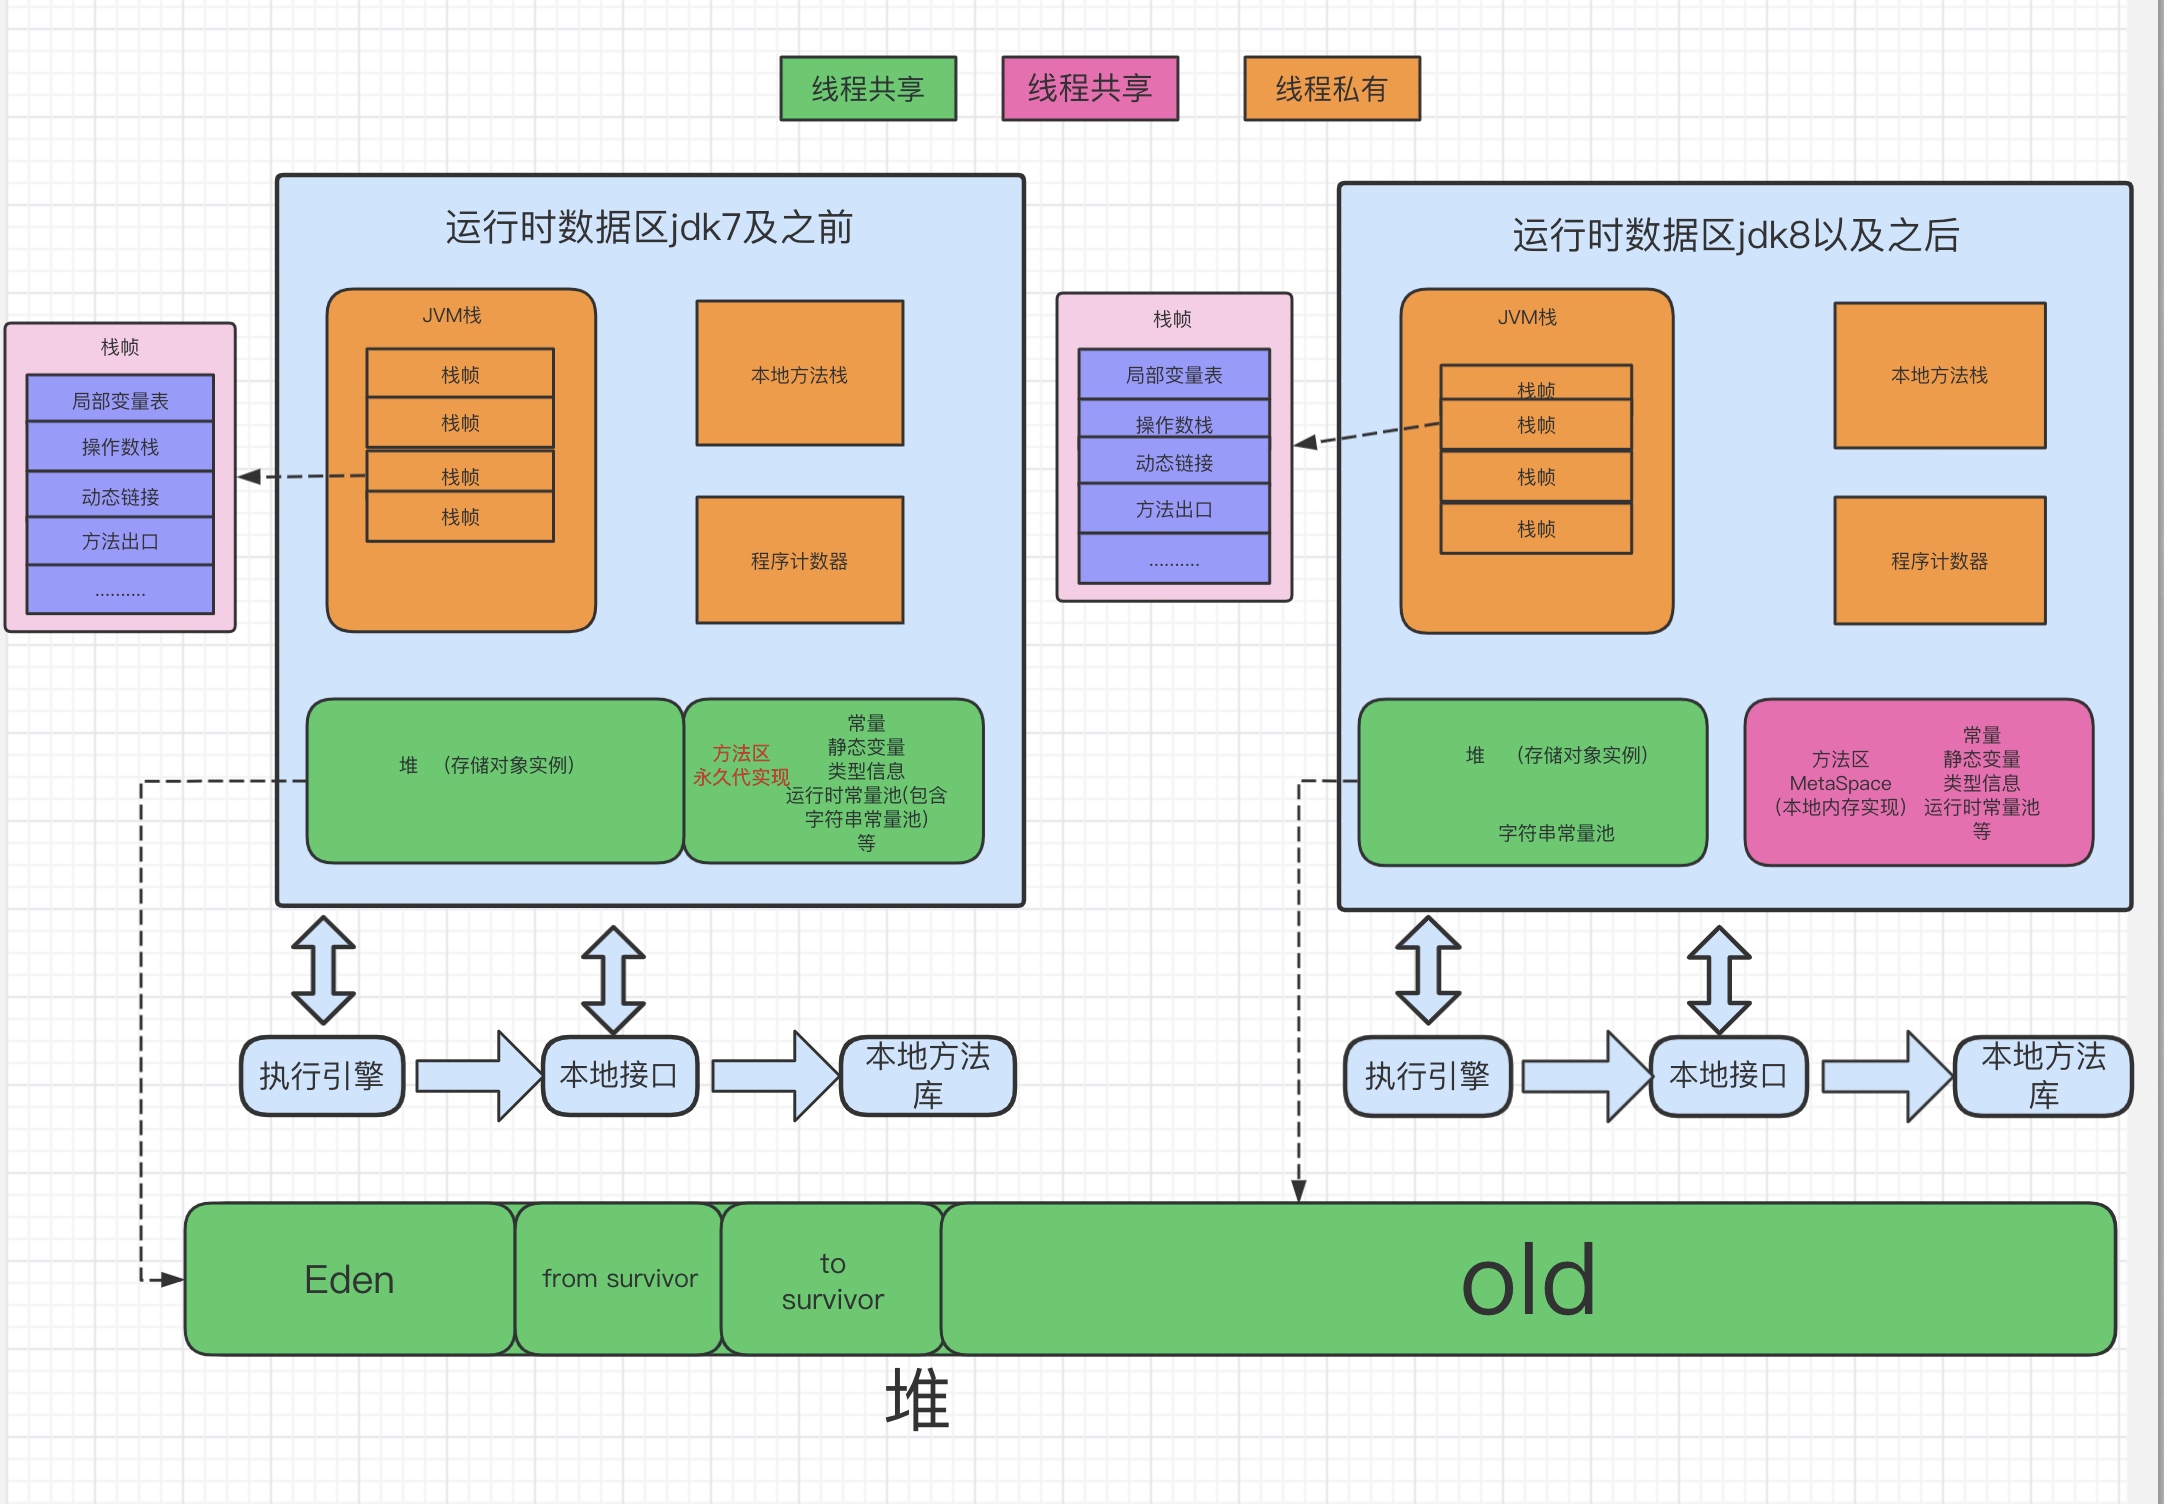 线程共享
线程共享
线程私有
运行时数据区jdk7及之前
栈帧
局部变量表
操作数栈
动态链接
方法出口
..........
JVM栈
栈帧
栈帧
栈帧
栈帧
本地方法栈
程序计数器
堆 （存储对象实例）
方法区
永久代实现
常量
静态变量
类型信息
运行时常量池(包含
字符串常量池)
等
执行引擎
本地接口
本地方法
库
运行时数据区jdk8以及之后
栈帧
局部变量表
操作数栈
动态链接
方法出口
..........
JVM栈
栈帧
栈帧
栈帧
栈帧
本地方法栈
程序计数器
堆 （存储对象实例）
字符串常量池
方法区
MetaSpace
（本地内存实现）
常量
静态变量
类型信息
运行时常量池
等
执行引擎
本地接口
本地方法
库
Eden
from survivor
to
survivor
old
堆